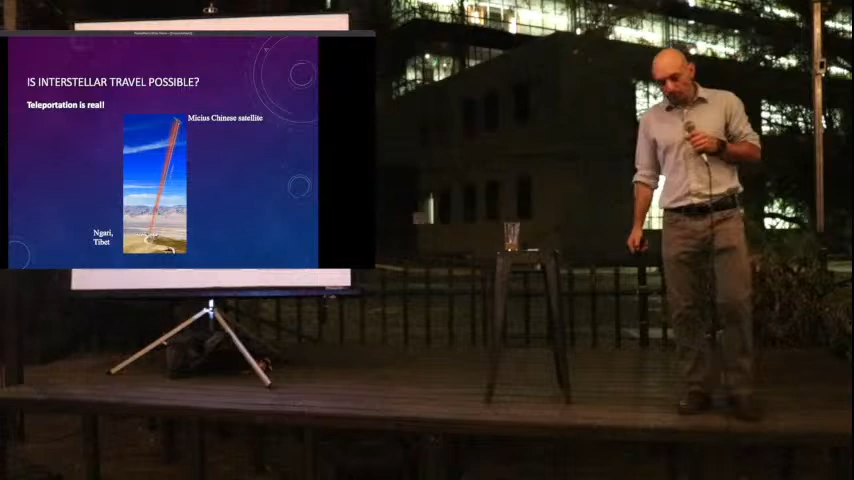 IS INTERSTELLAR TRAVEL POSSIBLE?
Teleportation is real!
Micius Chinese satellite
Ngari,
Tibet